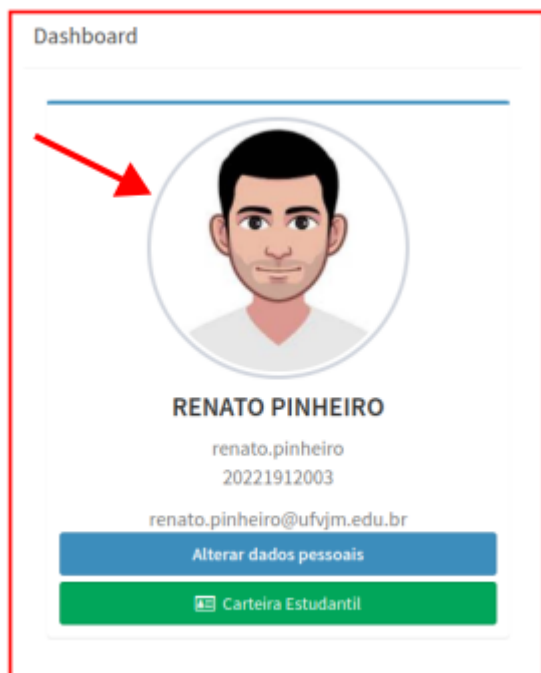 Dashboard
RENATO PINHEIRO
renato.pinheiro
20221912003
renato.pinheiro@ufvjm.edu.br
Alterar dados pessoais
Carteira Estudantil